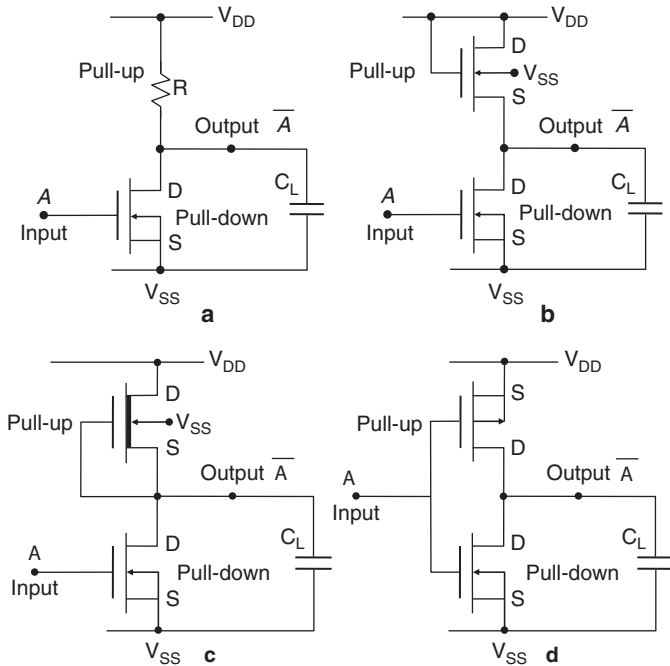 V_DD
Pull-up
R
Output A̅
A
Input
D
Pull-down
S
C_L
V_SS
a
V_DD
D
Pull-up
V_SS
S
Output A̅
A
Input
D
Pull-down
S
C_L
V_SS
b
V_DD
D
Pull-up
V_SS
S
Output A̅
A
Input
D
Pull-down
S
C_L
V_SS
c
V_DD
S
Pull-up
D
A
Input
Output A̅
D
Pull-down
S
C_L
V_SS
d